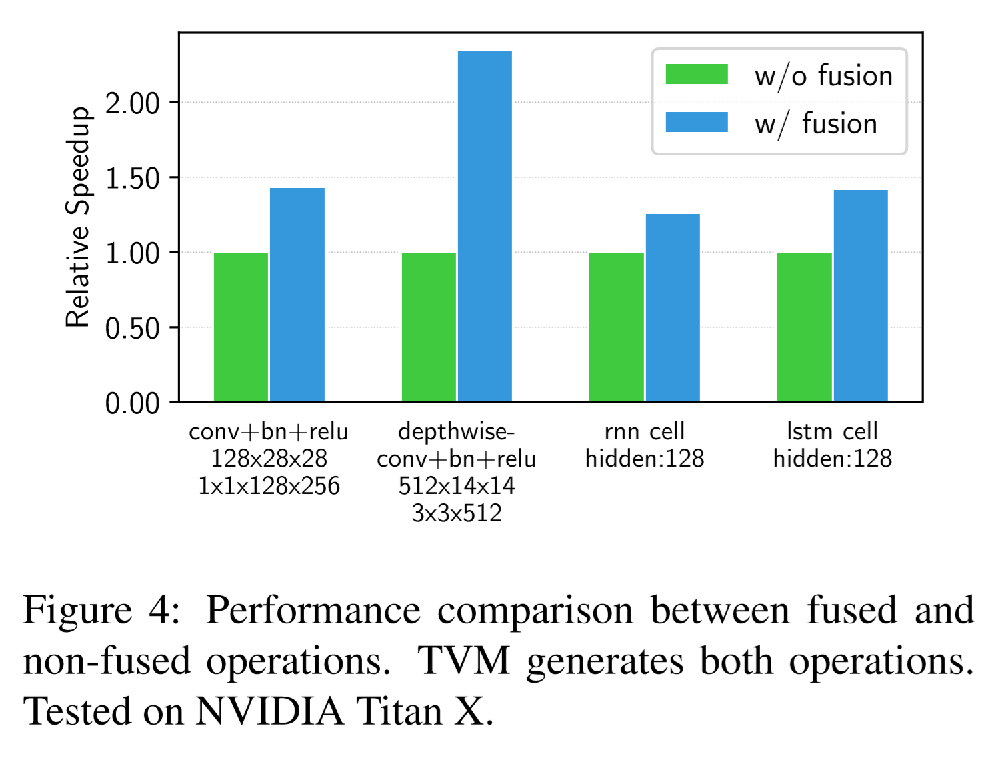 w/o fusion
w/ fusion
Relative Speedup
2.00
1.50
1.00
0.50
0.00
conv+bn+relu
128x28x28
1x1x128x256
depthwise-
conv+bn+relu
512x14x14
3x3x512
rnn cell
hidden:128
lstm cell
hidden:128
Figure 4: Performance comparison between fused and
non-fused operations. TVM generates both operations.
Tested on NVIDIA Titan X.